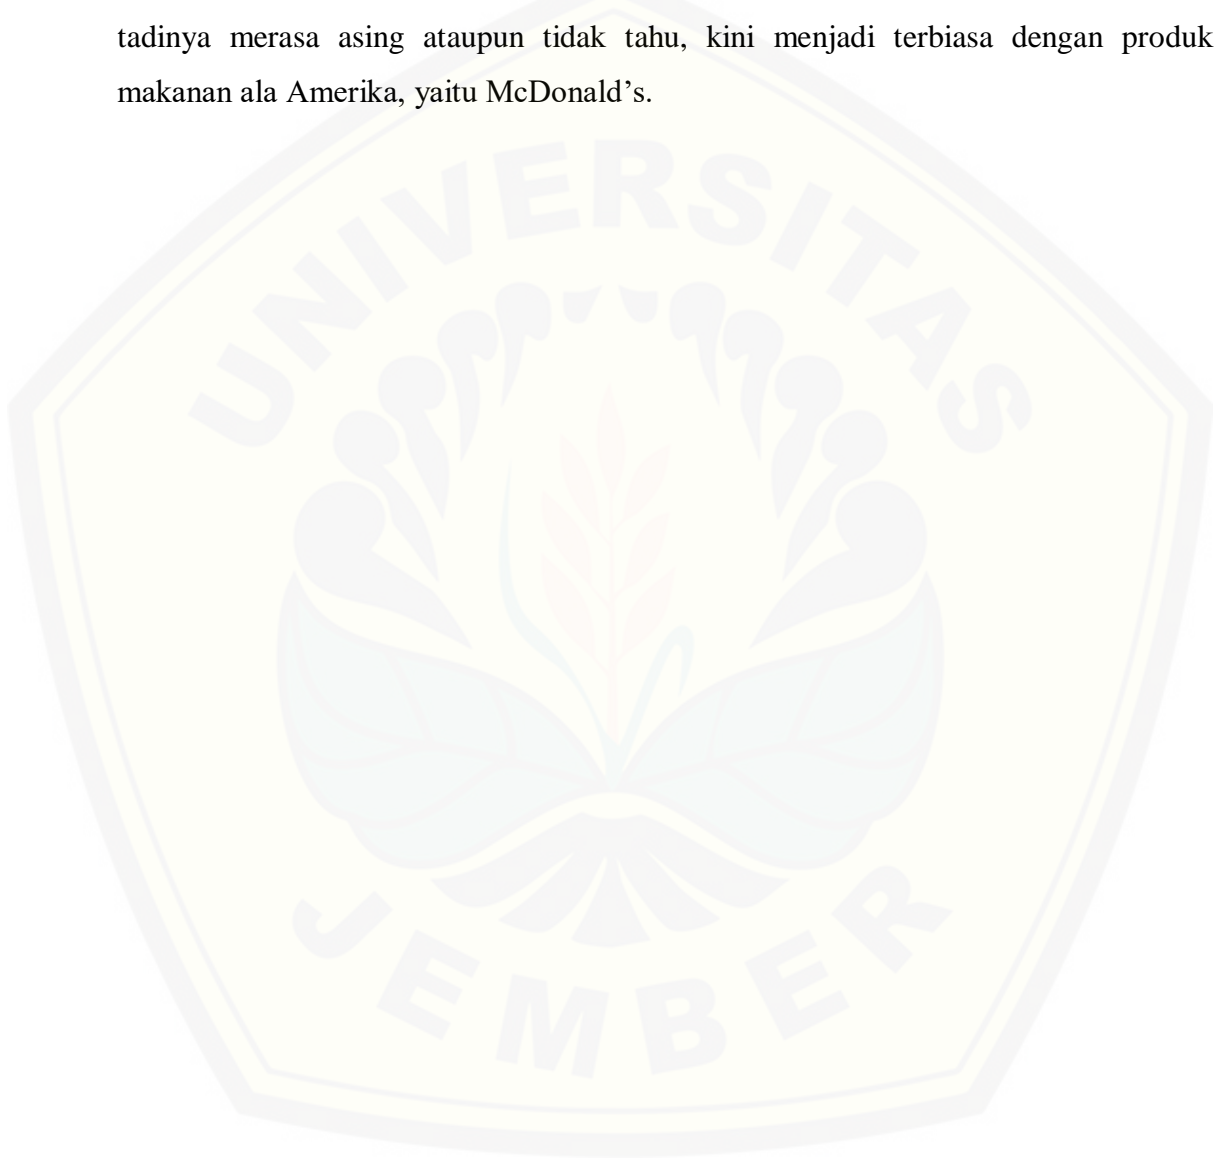 tadinya merasa asing ataupun tidak tahu, kini menjadi terbiasa dengan produk
makanan ala Amerika, yaitu McDonald’s.
UNIVERSITAS
JEMBER